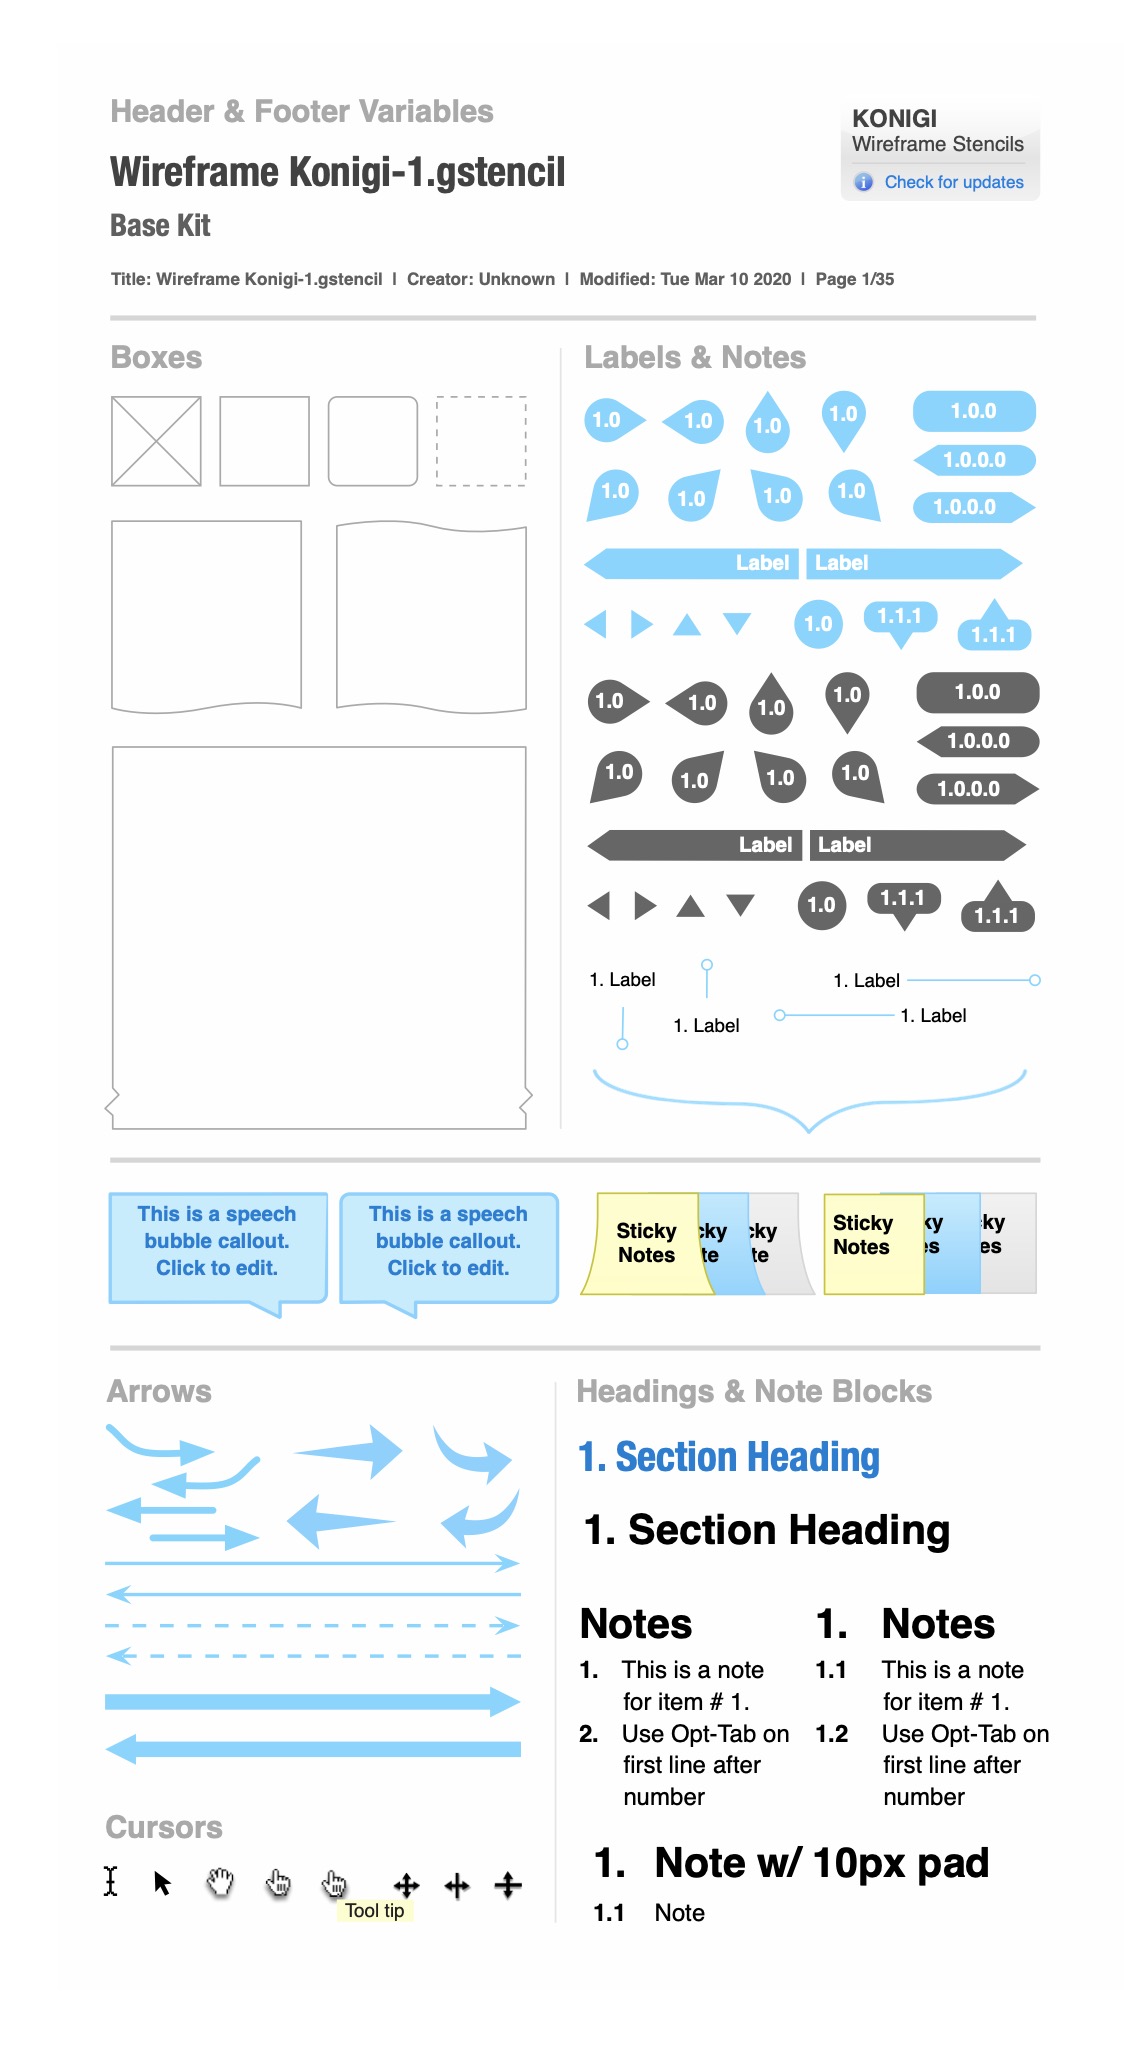 Header & Footer Variables
Wireframe Konigi-1.gstencil
Base Kit
KONIGI
Wireframe Stencils
Check for updates
Title: Wireframe Konigi-1.gstencil | Creator: Unknown | Modified: Tue Mar 10 2020 | Page 1/35
Boxes
Labels & Notes
1.0 1.0 1.0 1.0 1.0.0
1.0.0.0
1.0 1.0 1.0 1.0 1.0.0.0
Label Label
1.0 1.1.1 1.1.1
1.0 1.0 1.0 1.0 1.0.0
1.0.0.0
1.0 1.0 1.0 1.0 1.0.0.0
Label Label
1.0 1.1.1 1.1.1
1. Label 1. Label
1. Label 1. Label
This is a speech
bubble callout.
Click to edit.
This is a speech
bubble callout.
Click to edit.
Sticky
Notes
cky
te
cky
te
Sticky
Notes
ky
es
ky
es
Arrows
Cursors
Tool tip
Headings & Note Blocks
1. Section Heading
1. Section Heading
Notes
1. This is a note
for item # 1.
2. Use Opt-Tab on
first line after
number
1. Notes
1.1 This is a note
for item # 1.
1.2 Use Opt-Tab on
first line after
number
1. Note w/ 10px pad
1.1 Note